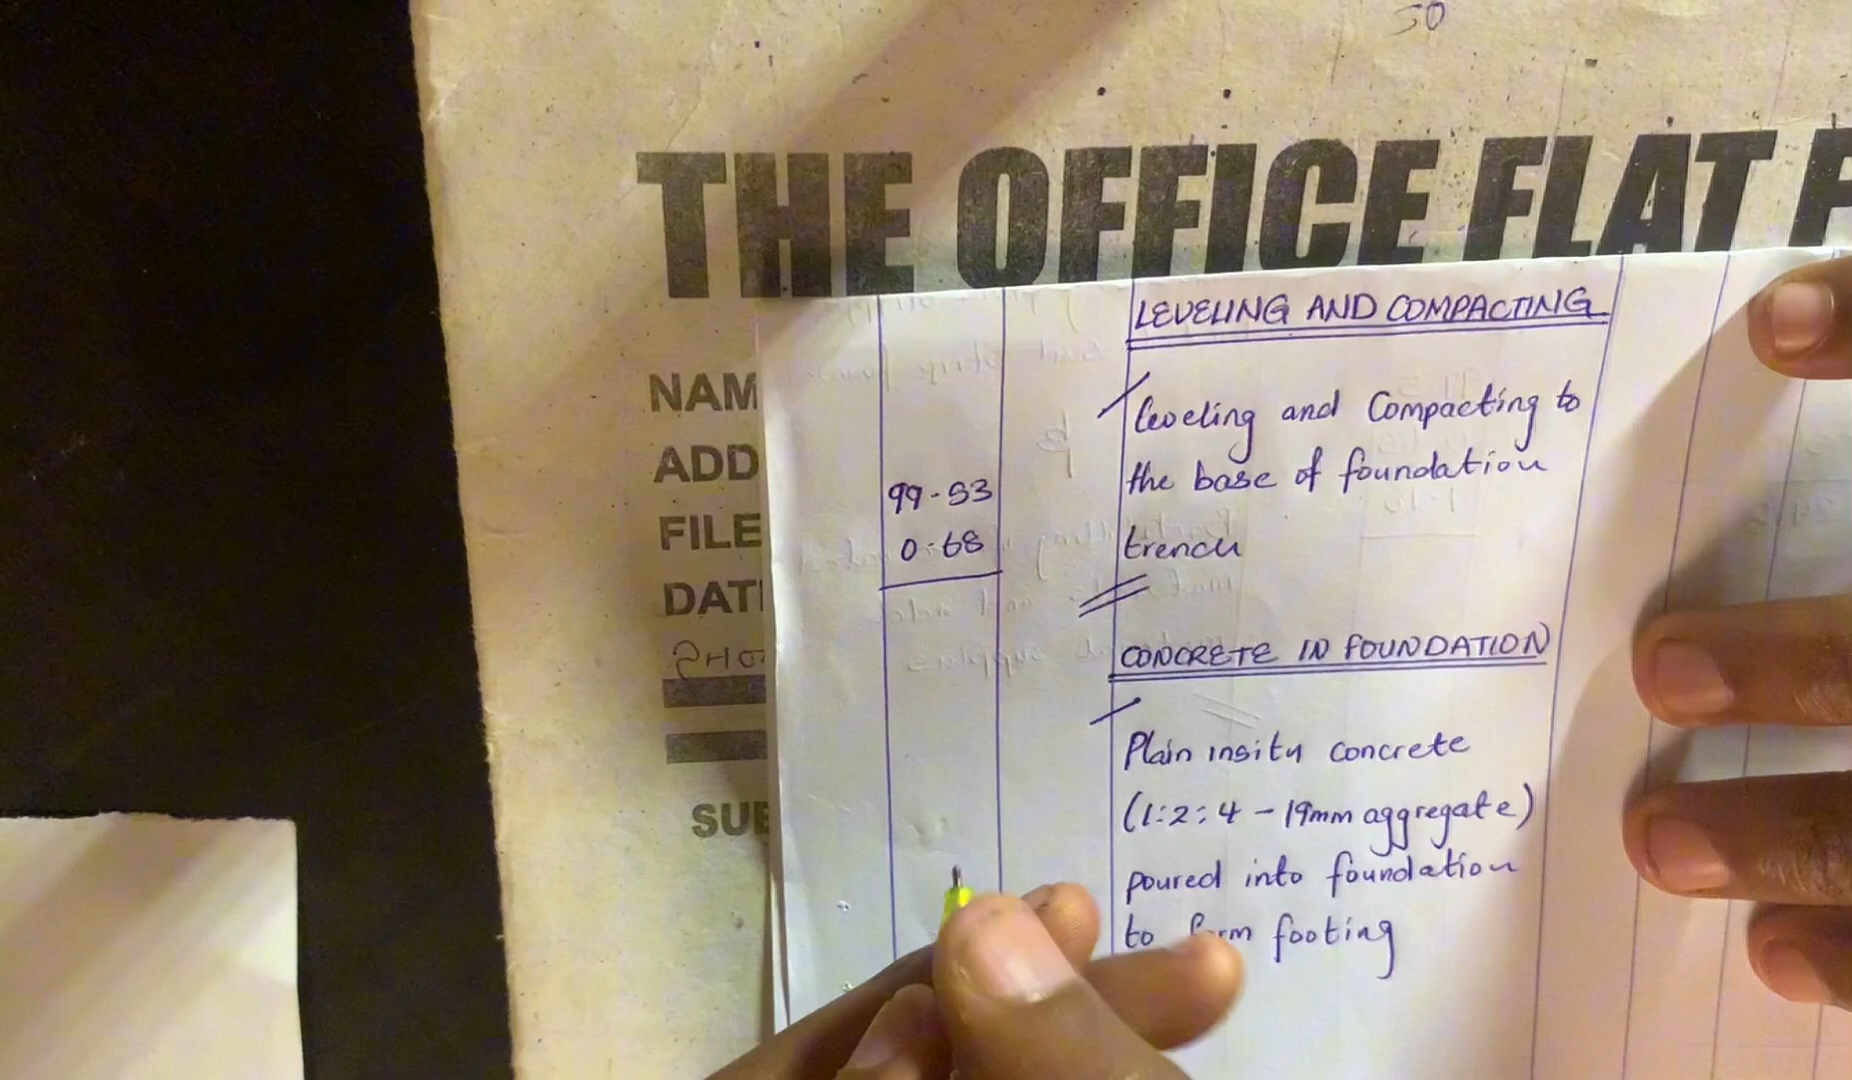 50
THE OFFICE FLAT F
NAM
ADD
FILE
DAT
SUB
LEVELING AND COMPACTING
leveling and Compacting to
the base of foundation
trench
99-53
0.68
CONCRETE IN FOUNDATION
Plain insitu concrete
(1:2:4 - 19mm aggregate)
poured into foundation
to form footing